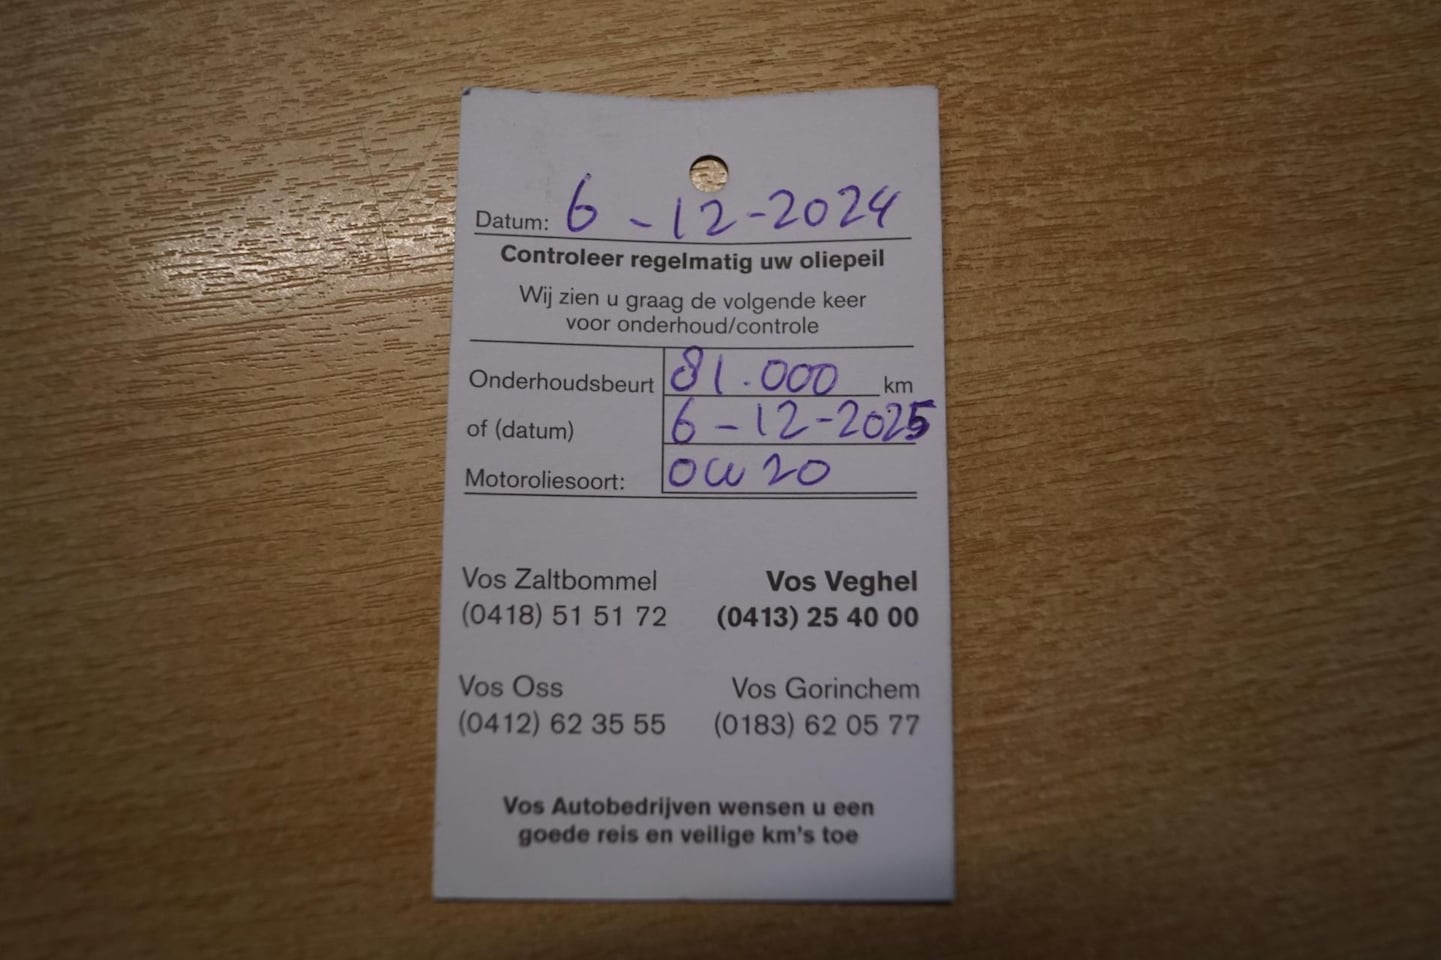 Datum: 6-12-2024
Controleer regelmatig uw oliepeil
Wij zien u graag de volgende keer
voor onderhoud/controle
Onderhoudsbeurt 81.000 km
of (datum) 6-12-2025
Motoroliesoort: 0W20
Vos Zaltbommel Vos Veghel
(0418) 51 51 72 (0413) 25 40 00
Vos Oss Vos Gorinchem
(0412) 62 35 55 (0183) 62 05 77
Vos Autobedrijven wensen u een
goede reis en veilige km's toe